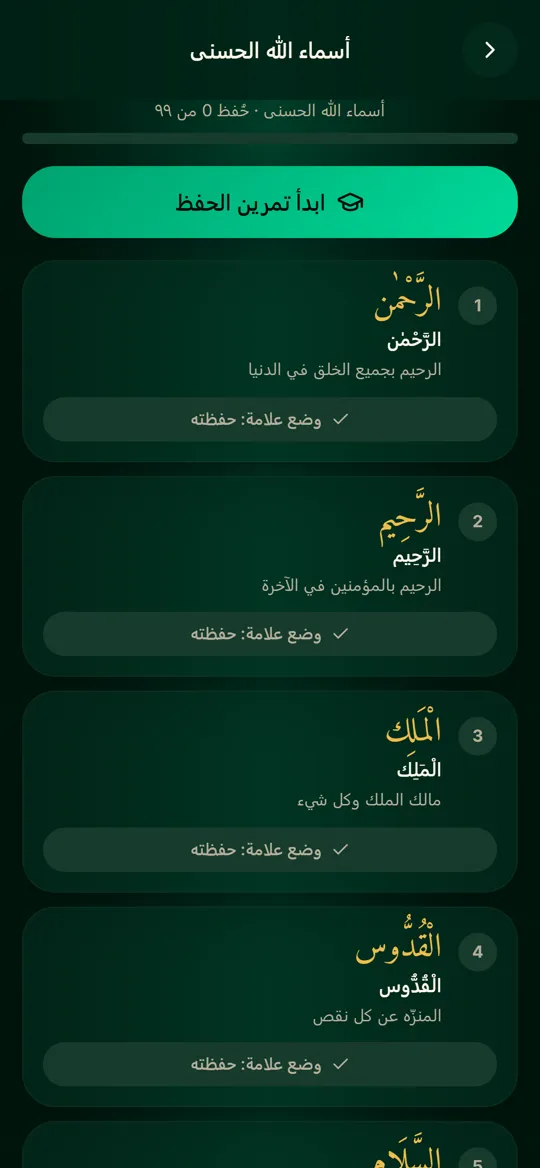 أسماء الله الحسنى
أسماء الله الحسنى · حُفظ 0 من ٩٩
ابدأ تمرين الحفظ
1
الرَّحْمٰن
الرَّحْمٰن
الرحيم بجميع الخلق في الدنيا
وضع علامة: حفظته
2
الرَّحِيم
الرَّحِيم
الرحيم بالمؤمنين في الآخرة
وضع علامة: حفظته
3
الْمَلِك
الْمَلِك
مالك الملك وكل شيء
وضع علامة: حفظته
4
الْقُدُّوس
الْقُدُّوس
المنزّه عن كل نقص
وضع علامة: حفظته
5
السَّلَام